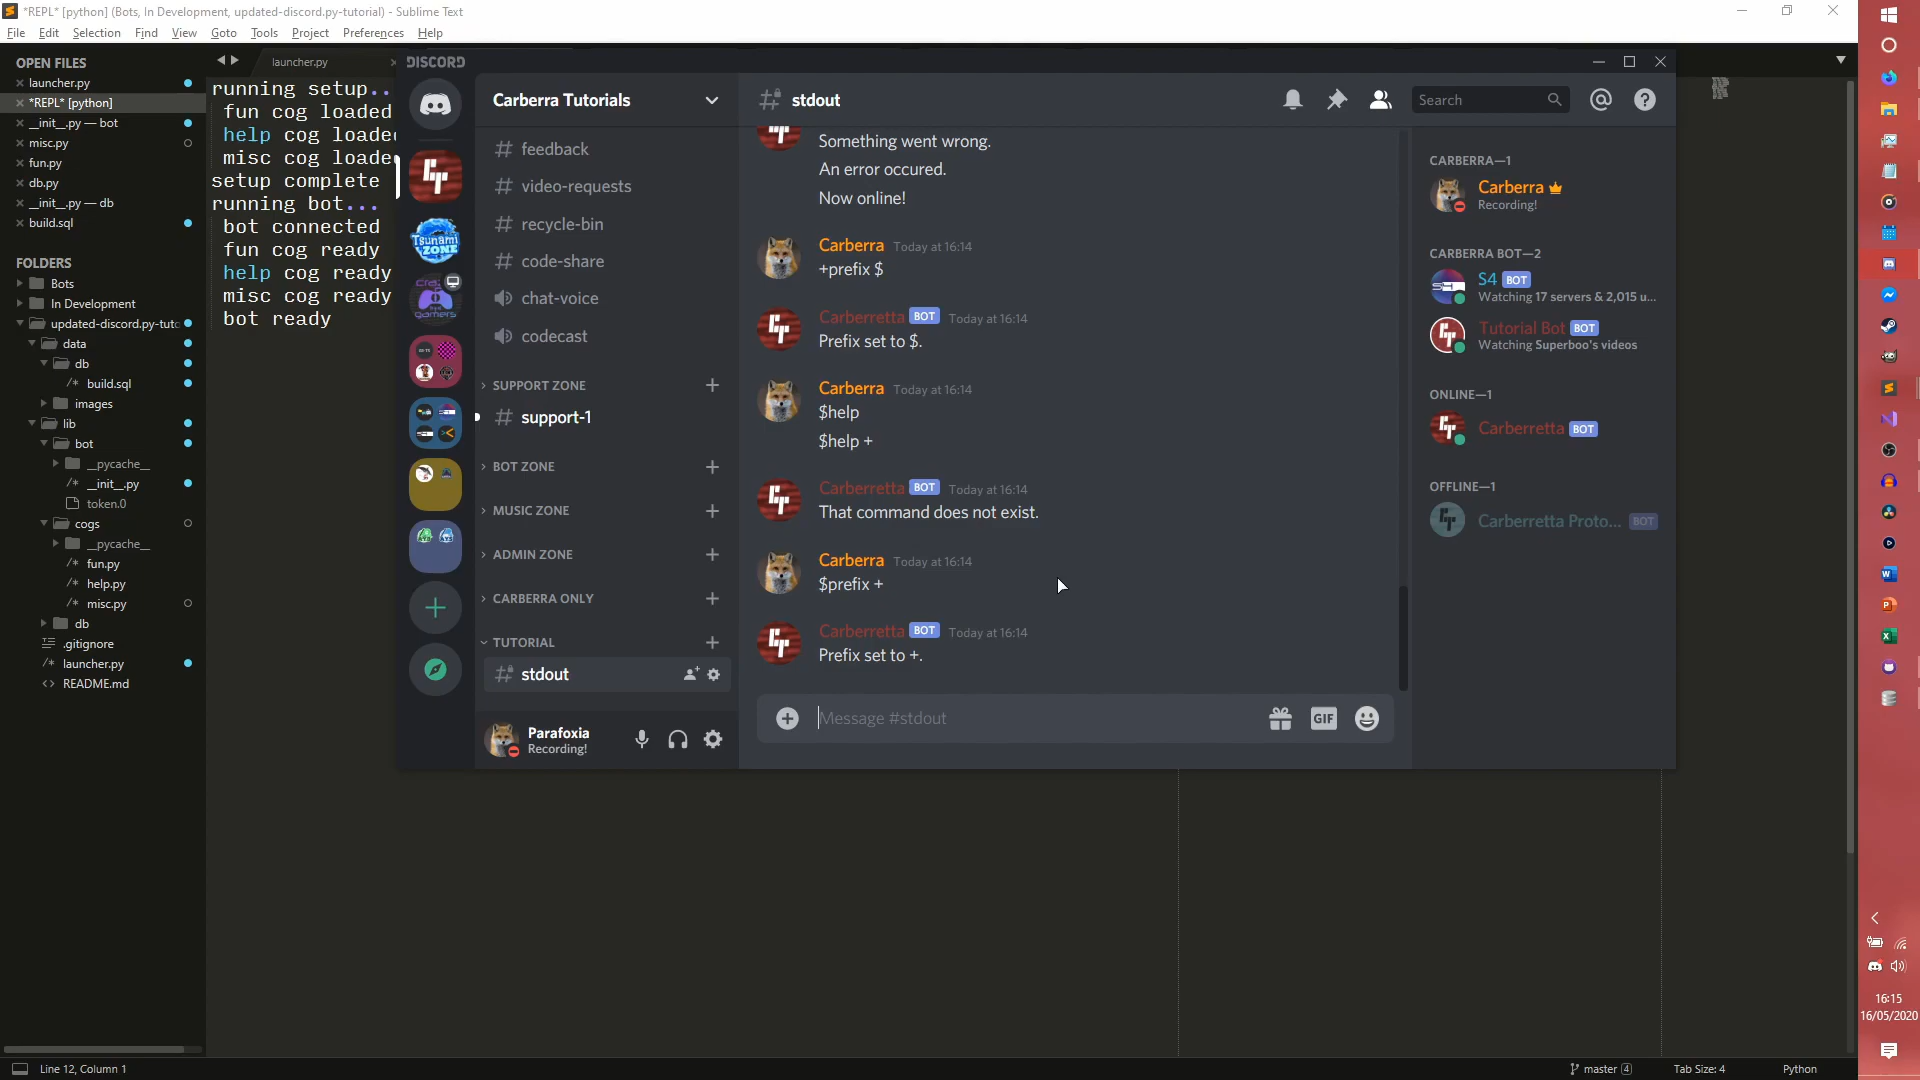 *REPL* [python] (Bots, In Development, updated-discord.py-tutorial) - Sublime Text
File Edit Selection Find View Goto Tools Project Preferences Help
OPEN FILES
launcher.py
*REPL* [python]
__init__.py — bot
misc.py
fun.py
db.py
__init__.py — db
build.sql
FOLDERS
Bots
In Development
updated-discord.py-tuto
data
db
build.sql
images
lib
bot
__pycache__
__init__.py
token.0
cogs
__pycache__
fun.py
help.py
misc.py
db
.gitignore
launcher.py
README.md
launcher.py
running setup..
fun cog loaded
help cog loade
misc cog loade
setup complete
running bot...
bot connected
fun cog ready
help cog ready
misc cog ready
bot ready
DISCORD
Carberra Tutorials
feedback
video-requests
recycle-bin
code-share
chat-voice
codecast
SUPPORT ZONE
support-1
BOT ZONE
MUSIC ZONE
ADMIN ZONE
CARBERRA ONLY
TUTORIAL
stdout
Parafoxia
Recording!
stdout
Search
Something went wrong.
An error occured.
Now online!
Carberra Today at 16:14
+prefix $
Carberretta BOT Today at 16:14
Prefix set to $.
Carberra Today at 16:14
$help
$help +
Carberretta BOT Today at 16:14
That command does not exist.
Carberra Today at 16:14
$prefix +
Carberretta BOT Today at 16:14
Prefix set to +.
Message #stdout
GIF
CARBERRA—1
Carberra
Recording!
CARBERRA BOT—2
S4 BOT
Watching 17 servers & 2,015 u...
Tutorial Bot BOT
Watching Superboo's videos
ONLINE—1
Carberretta BOT
OFFLINE—1
Carberretta Proto... BOT
16:15
16/05/2020
Line 12, Column 1
master 4
Tab Size: 4
Python